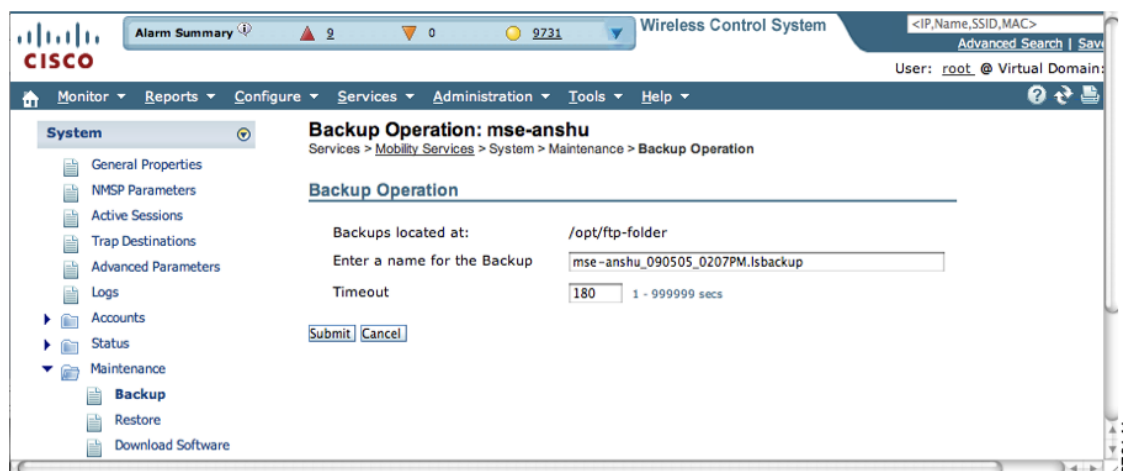 Alarm Summary 9 0 9731
Wireless Control System
<IP,Name,SSID,MAC>
Advanced Search | Save
CISCO
User: root @ Virtual Domain:
Monitor Reports Configure Services Administration Tools Help
System
General Properties
NMSP Parameters
Active Sessions
Trap Destinations
Advanced Parameters
Logs
Accounts
Status
Maintenance
Backup
Restore
Download Software
Backup Operation: mse-anshu
Services > Mobility Services > System > Maintenance > Backup Operation
Backup Operation
Backups located at: /opt/ftp-folder
Enter a name for the Backup mse-anshu_090505_0207PM.lsbackup
Timeout 180 1 - 999999 secs
Submit Cancel